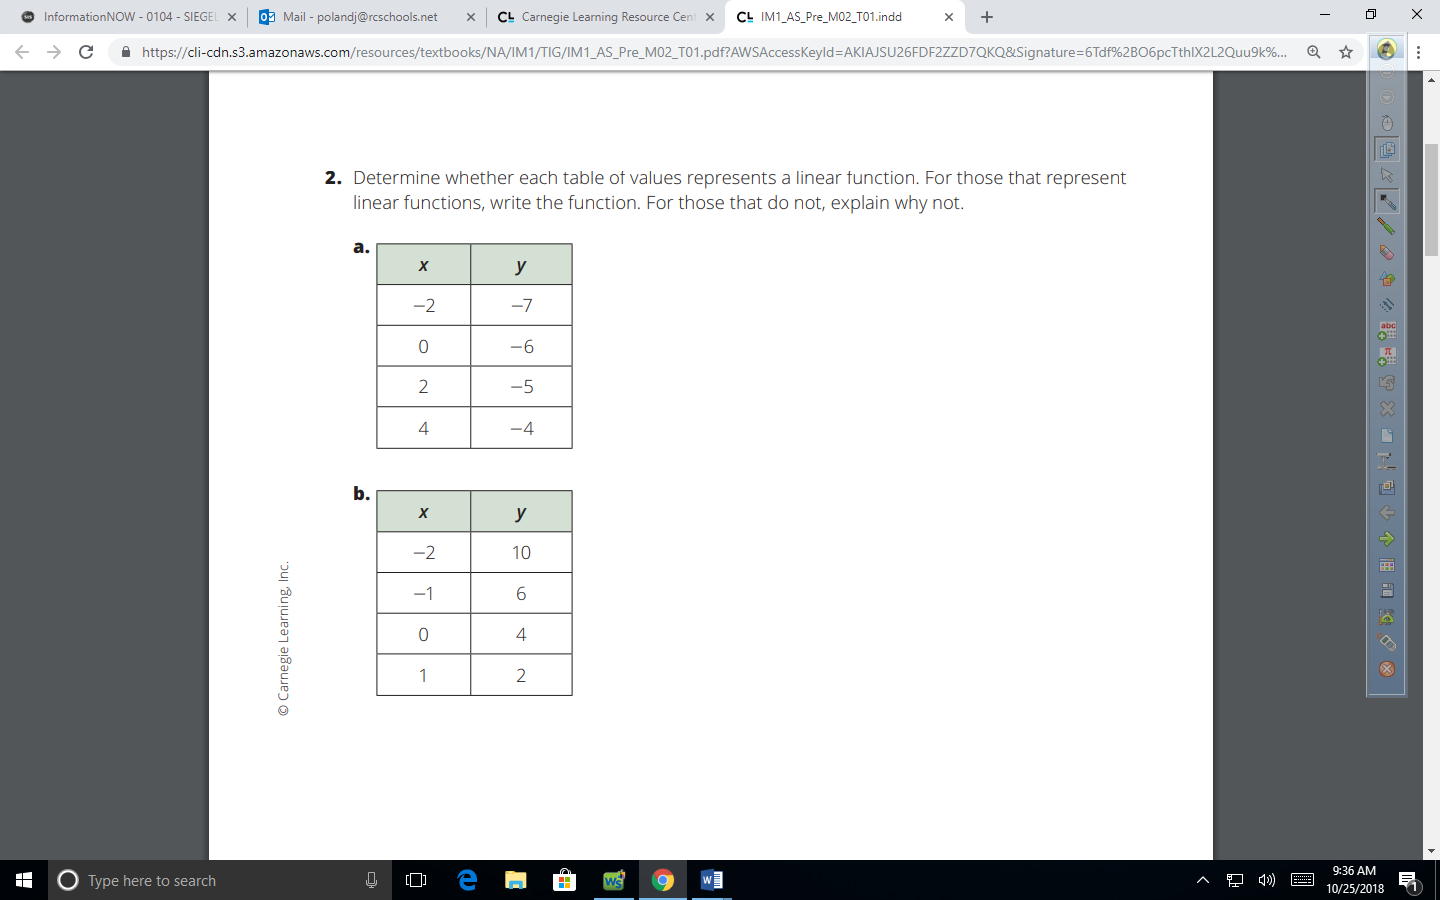 InformationNOW - 0104 - SIEGEL
Mail - polandj@rcschools.net
Carnegie Learning Resource Cent
IM1_AS_Pre_M02_T01.indd
https://cli-cdn.s3.amazonaws.com/resources/textbooks/NA/IM1/TIG/IM1_AS_Pre_M02_T01.pdf?AWSAccessKeyId=AKIAJSU26FDF2ZZD7QKQ&Signature=6Tdf%2BO6pcTthIX2L2Quu9k%...
2. Determine whether each table of values represents a linear function. For those that represent
linear functions, write the function. For those that do not, explain why not.
a.
x y
−2 −7
0 −6
2 −5
4 −4
b.
x y
−2 10
−1 6
0 4
1 2
© Carnegie Learning, Inc.
abc
π
Type here to search
9:36 AM
10/25/2018
1